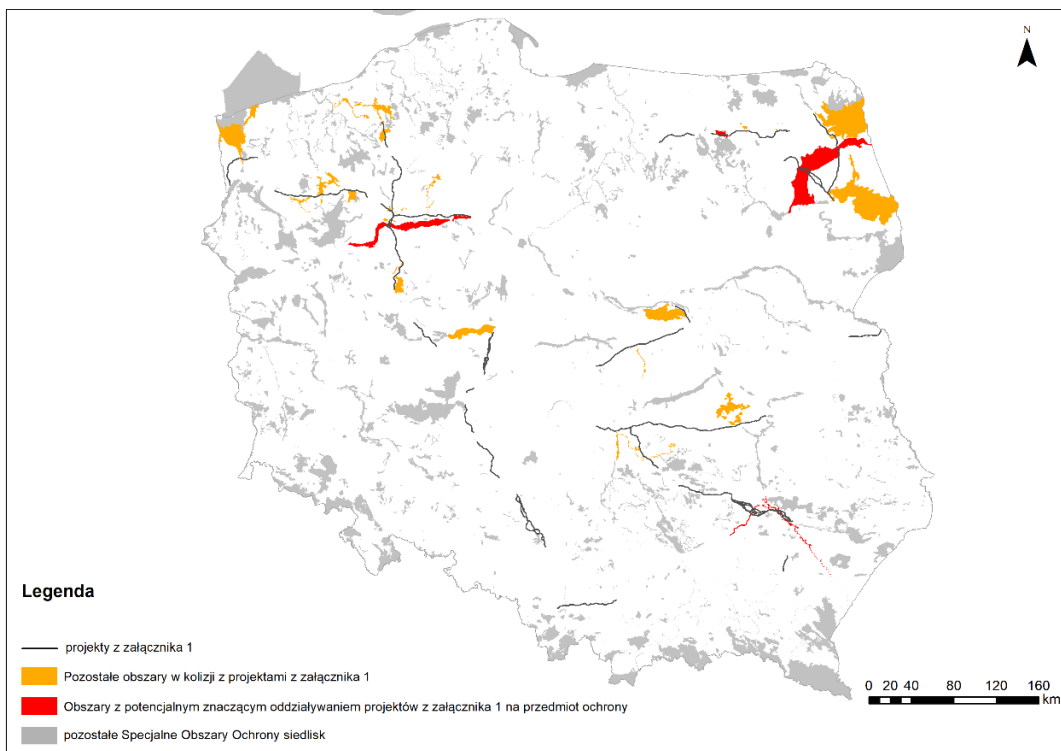 N
Legenda
projekty z załącznika 1
Pozostałe obszary w kolizji z projektami z załącznika 1
Obszary z potencjalnym znaczącym oddziaływaniem projektów z załącznika 1 na przedmiot ochrony
pozostałe Specjalne Obszary Ochrony siedlisk
0 20 40 80 120 160
km